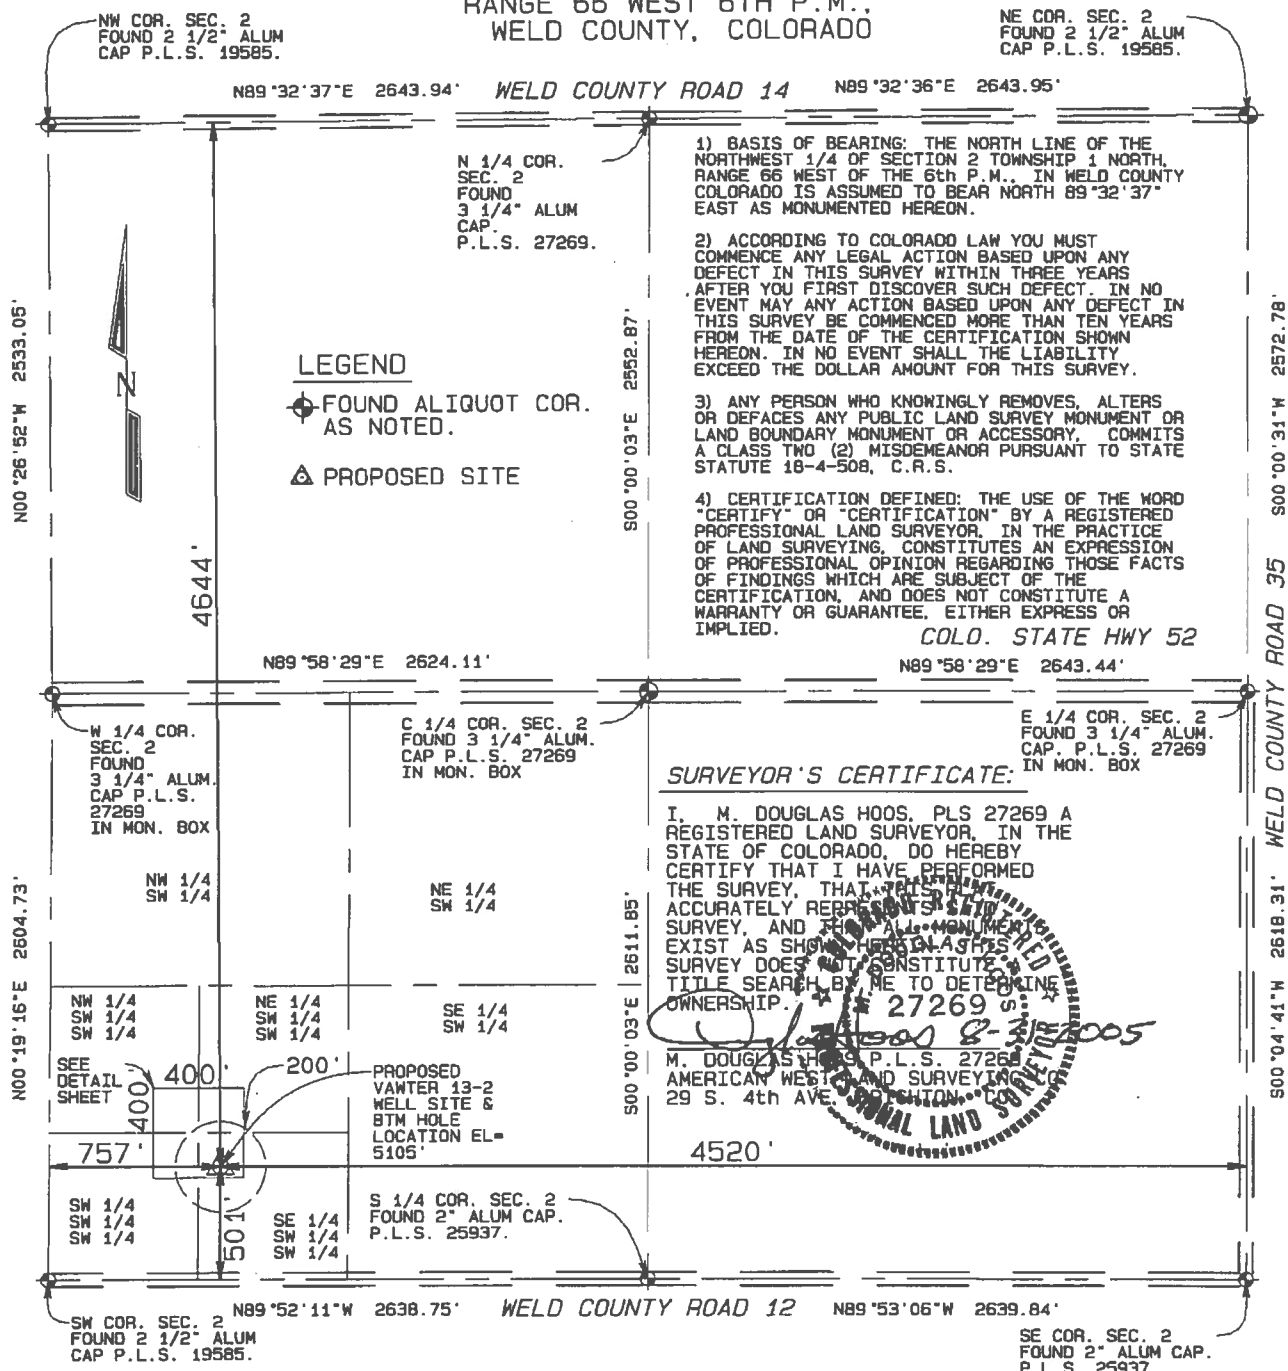 RANGE 66 WEST 6TH P.M.,
WELD COUNTY, COLORADO
NW COR. SEC. 2
FOUND 2 1/2" ALUM
CAP P.L.S. 19585.
NE COR. SEC. 2
FOUND 2 1/2" ALUM
CAP P.L.S. 19585.
N89°32'37"E 2643.94'
WELD COUNTY ROAD 14
N89°32'36"E 2643.95'
N 1/4 COR.
SEC. 2
FOUND
3 1/4" ALUM
CAP.
P.L.S. 27269.
1) BASIS OF BEARING: THE NORTH LINE OF THE
NORTHWEST 1/4 OF SECTION 2 TOWNSHIP 1 NORTH,
RANGE 66 WEST OF THE 6th P.M., IN WELD COUNTY
COLORADO IS ASSUMED TO BEAR NORTH 89°32'37"
EAST AS MONUMENTED HEREON.
2) ACCORDING TO COLORADO LAW YOU MUST
COMMENCE ANY LEGAL ACTION BASED UPON ANY
DEFECT IN THIS SURVEY WITHIN THREE YEARS
AFTER YOU FIRST DISCOVER SUCH DEFECT. IN NO
EVENT MAY ANY ACTION BASED UPON ANY DEFECT IN
THIS SURVEY BE COMMENCED MORE THAN TEN YEARS
FROM THE DATE OF THE CERTIFICATION SHOWN
HEREON. IN NO EVENT SHALL THE LIABILITY
EXCEED THE DOLLAR AMOUNT FOR THIS SURVEY.
3) ANY PERSON WHO KNOWINGLY REMOVES, ALTERS
OR DEFACES ANY PUBLIC LAND SURVEY MONUMENT OR
LAND BOUNDARY MONUMENT OR ACCESSORY, COMMITS
A CLASS TWO (2) MISDEMEANOR PURSUANT TO STATE
STATUTE 18-4-508, C.R.S.
4) CERTIFICATION DEFINED: THE USE OF THE WORD
"CERTIFY" OR "CERTIFICATION" BY A REGISTERED
PROFESSIONAL LAND SURVEYOR, IN THE PRACTICE
OF LAND SURVEYING, CONSTITUTES AN EXPRESSION
OF PROFESSIONAL OPINION REGARDING THOSE FACTS
OF FINDINGS WHICH ARE SUBJECT OF THE
CERTIFICATION, AND DOES NOT CONSTITUTE A
WARRANTY OR GUARANTEE, EITHER EXPRESS OR
IMPLIED.
N00°26'52"W 2533.05'
N
LEGEND
FOUND ALIQUOT COR.
AS NOTED.
PROPOSED SITE
4644'
S00°00'03"E 2552.87'
S00°00'31"W 2572.78'
COLO. STATE HWY 52
WELD COUNTY ROAD 35
N89°58'29"E 2624.11'
N89°58'29"E 2643.44'
W 1/4 COR.
SEC. 2
FOUND
3 1/4" ALUM.
CAP P.L.S.
27269
IN MON. BOX
C 1/4 COR. SEC. 2
FOUND 3 1/4" ALUM.
CAP P.L.S. 27269
IN MON. BOX
E 1/4 COR. SEC. 2
FOUND 3 1/4" ALUM.
CAP. P.L.S. 27269
IN MON. BOX
SURVEYOR'S CERTIFICATE:
I, M. DOUGLAS HOOS, PLS 27269 A
REGISTERED LAND SURVEYOR, IN THE
STATE OF COLORADO, DO HEREBY
CERTIFY THAT I HAVE PERFORMED
THE SURVEY, THAT THIS
ACCURATELY REPRESENTS SAID
SURVEY, AND THAT ALL MONUMENTS
EXIST AS SHOWN HEREIN. THIS
SURVEY DOES NOT CONSTITUTE A
TITLE SEARCH BY ME TO DETERMINE
OWNERSHIP.
COLORADO REGISTERED
M. DOUGLAS HOOS
27269
PROFESSIONAL LAND SURVEYOR
8-31-2005
M. DOUGLAS HOOS P.L.S. 27269
AMERICAN WEST LAND SURVEYING CO.
29 S. 4th AVE. BRIGHTON, CO
N00°19'16"E 2604.73'
NW 1/4
SW 1/4
NE 1/4
SW 1/4
S00°00'03"E 2611.85'
S00°04'41"W 2618.31'
NW 1/4
SW 1/4
SW 1/4
NE 1/4
SW 1/4
SW 1/4
SE 1/4
SW 1/4
SEE
DETAIL
SHEET
400'
400'
200'
PROPOSED
VAWTER 13-2
WELL SITE &
BTM HOLE
LOCATION EL=
5105'
757'
4520'
SW 1/4
SW 1/4
SW 1/4
501'
SE 1/4
SW 1/4
SW 1/4
S 1/4 COR. SEC. 2
FOUND 2" ALUM CAP.
P.L.S. 25937.
N89°52'11"W 2638.75'
WELD COUNTY ROAD 12
N89°53'06"W 2639.84'
SW COR. SEC. 2
FOUND 2 1/2" ALUM
CAP P.L.S. 19585.
SE COR. SEC. 2
FOUND 2" ALUM CAP.
P.L.S. 25937